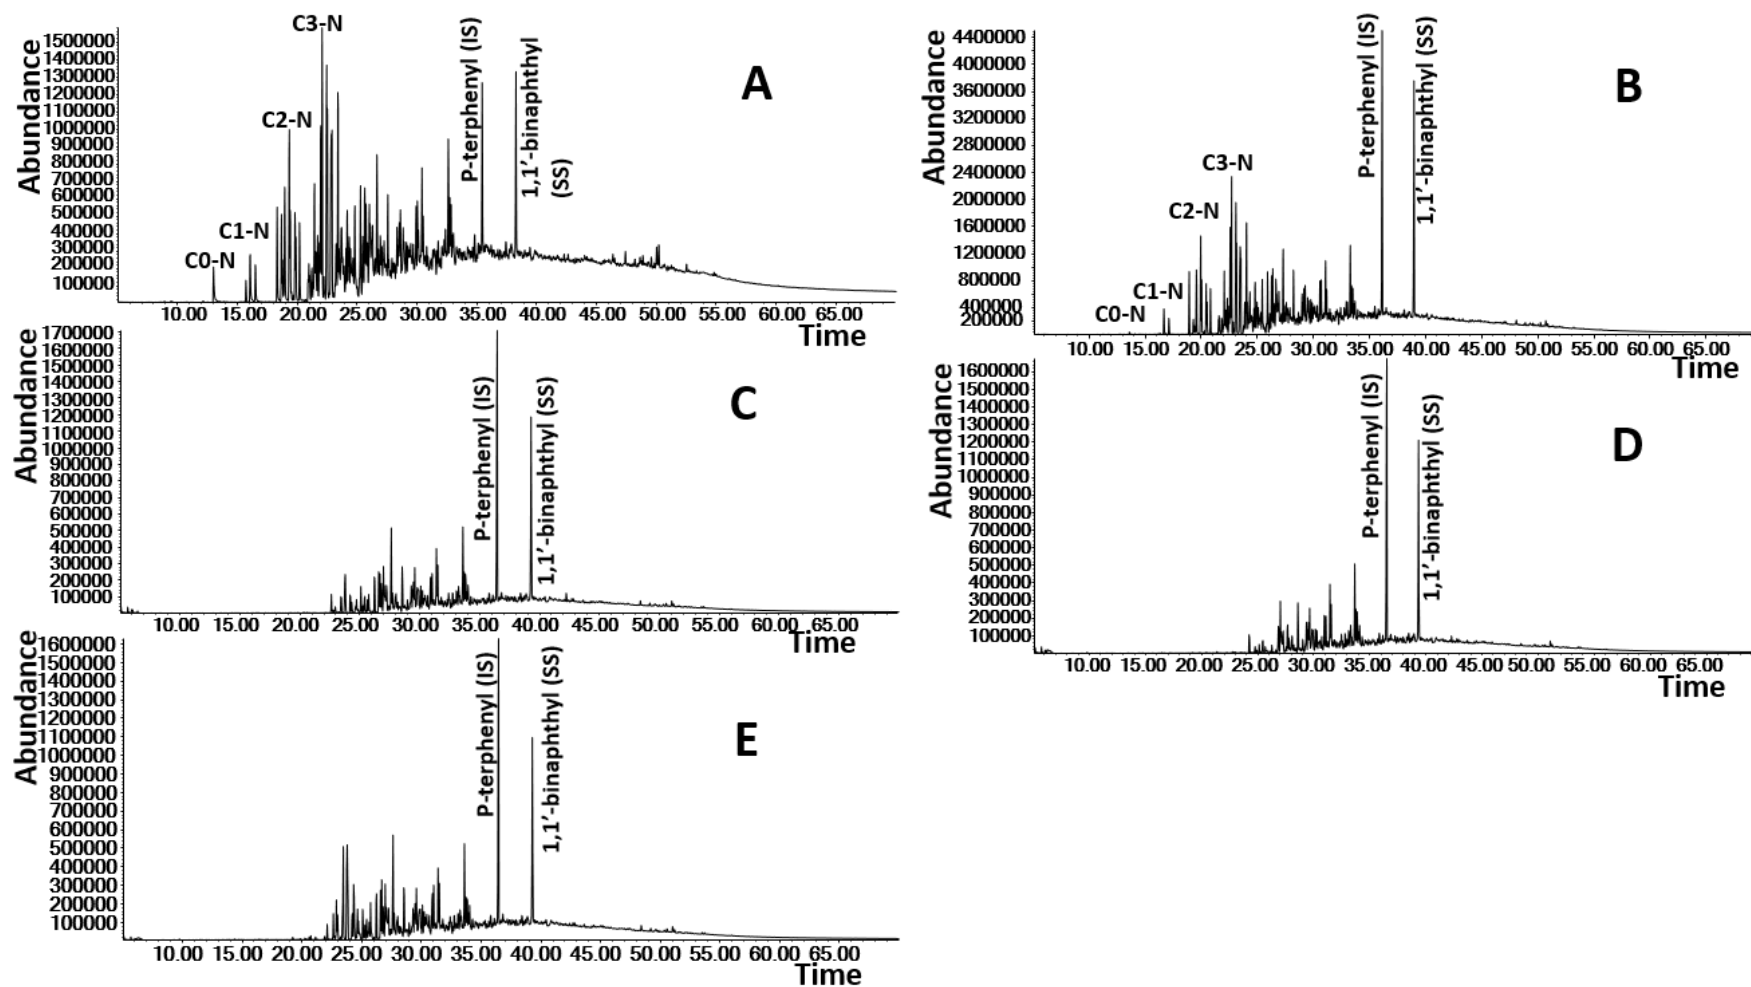 C3-N
C2-N
C1-N
C0-N
P-terphenyl (IS)
1,1′-binaphthyl
(SS)
A
Abundance
1500000
1400000
1300000
1200000
1100000
1000000
900000
800000
700000
600000
500000
400000
300000
200000
100000
10.00 15.00 20.00 25.00 30.00 35.00 40.00 45.00 50.00 55.00 60.00 65.00
Time
C3-N
C2-N
C1-N
C0-N
P-terphenyl (IS)
1,1′-binaphthyl (SS)
B
Abundance
4400000
4000000
3600000
3200000
2800000
2400000
2000000
1600000
1200000
800000
400000
200000
10.00 15.00 20.00 25.00 30.00 35.00 40.00 45.00 50.00 55.00 60.00 65.00
Time
P-terphenyl (IS)
1,1′-binaphthyl (SS)
C
Abundance
1700000
1600000
1500000
1400000
1300000
1200000
1100000
1000000
900000
800000
700000
600000
500000
400000
300000
200000
100000
10.00 15.00 20.00 25.00 30.00 35.00 40.00 45.00 50.00 55.00 60.00 65.00
Time
P-terphenyl (IS)
1,1′-binaphthyl (SS)
D
Abundance
1600000
1500000
1400000
1300000
1200000
1100000
1000000
900000
800000
700000
600000
500000
400000
300000
200000
100000
10.00 15.00 20.00 25.00 30.00 35.00 40.00 45.00 50.00 55.00 60.00 65.00
Time
P-terphenyl (IS)
1,1′-binaphthyl (SS)
E
Abundance
1600000
1500000
1400000
1300000
1200000
1100000
1000000
900000
800000
700000
600000
500000
400000
300000
200000
100000
10.00 15.00 20.00 25.00 30.00 35.00 40.00 45.00 50.00 55.00 60.00 65.00
Time